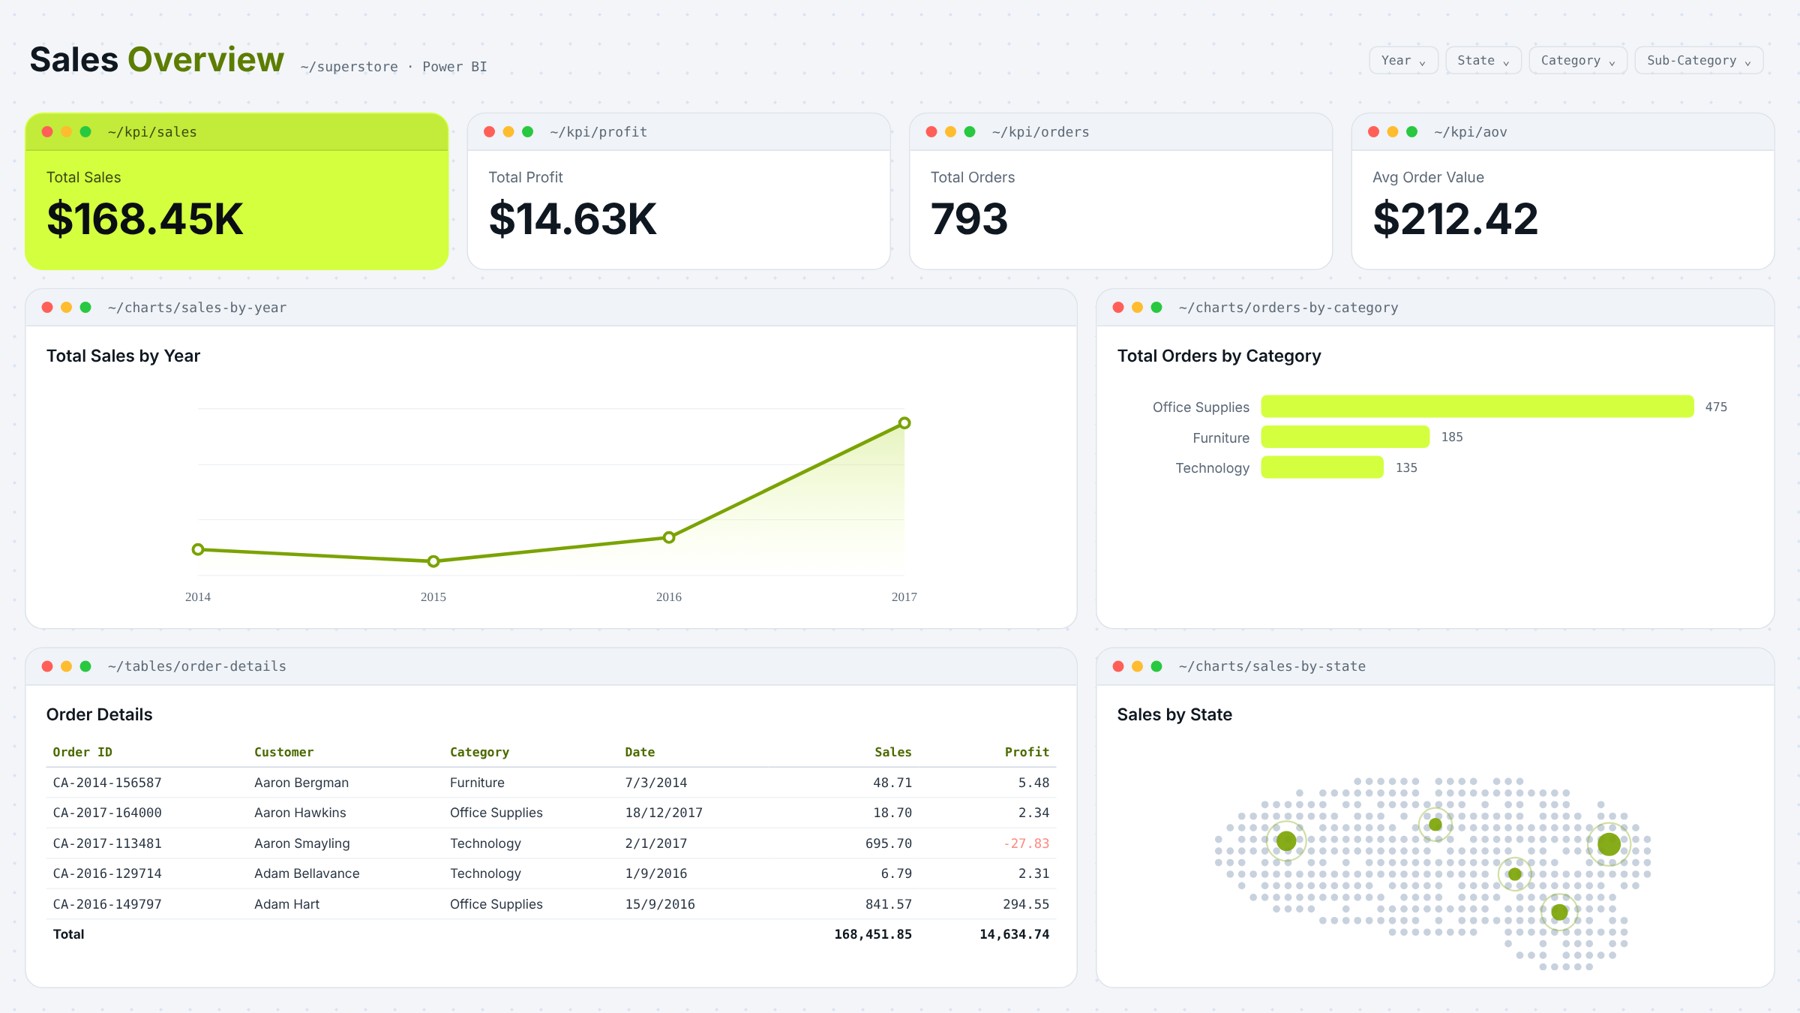 Sales Overview ~/superstore · Power BI
Year State Category Sub-Category
~/kpi/sales
Total Sales
$168.45K
~/kpi/profit
Total Profit
$14.63K
~/kpi/orders
Total Orders
793
~/kpi/aov
Avg Order Value
$212.42
~/charts/sales-by-year
Total Sales by Year
2014 2015 2016 2017
~/charts/orders-by-category
Total Orders by Category
Office Supplies 475
Furniture 185
Technology 135
~/tables/order-details
Order Details
Order ID Customer Category Date Sales Profit
CA-2014-156587 Aaron Bergman Furniture 7/3/2014 48.71 5.48
CA-2017-164000 Aaron Hawkins Office Supplies 18/12/2017 18.70 2.34
CA-2017-113481 Aaron Smayling Technology 2/1/2017 695.70 -27.83
CA-2016-129714 Adam Bellavance Technology 1/9/2016 6.79 2.31
CA-2016-149797 Adam Hart Office Supplies 15/9/2016 841.57 294.55
Total 168,451.85 14,634.74
~/charts/sales-by-state
Sales by State